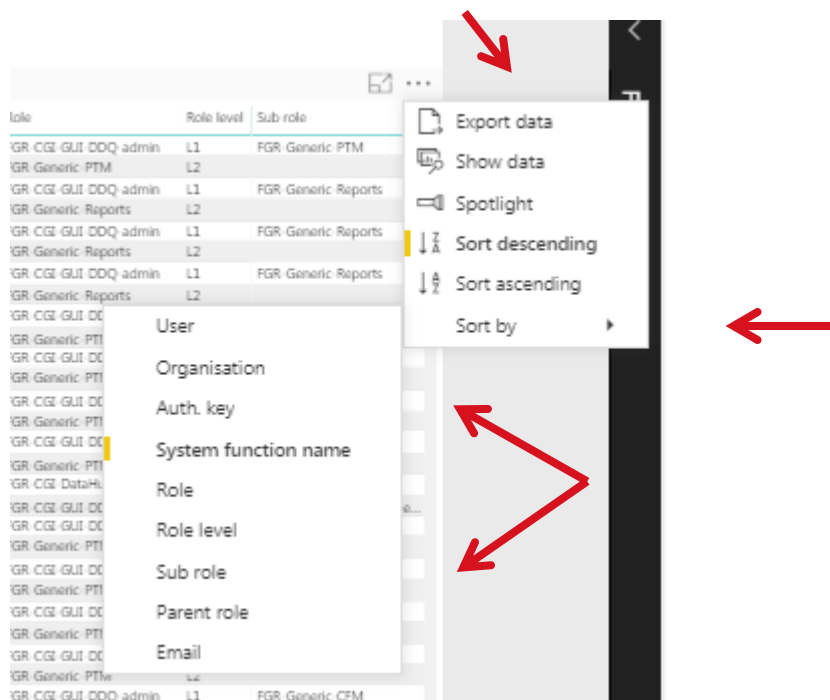 Role level Sub role
FGR-CGI-GUI-DDQ-admin L1 FGR-Generic-PTM
FGR-Generic-PTM L2
FGR-CGI-GUI-DDQ-admin L1 FGR-Generic-Reports
FGR-Generic-Reports L2
FGR-CGI-GUI-DDQ-admin L1 FGR-Generic-Reports
FGR-Generic-Reports L2
FGR-CGI-GUI-DDQ-admin L1 FGR-Generic-Reports
FGR-Generic-Reports L2
Export data
Show data
Spotlight
Sort descending
Sort ascending
Sort by
User
Organisation
Auth. key
System function name
Role
Role level
Sub role
Parent role
Email
FGR-Generic-PTM L2
FGR-CGI-GUI-DDQ-admin L1 FGR-Generic-CFM